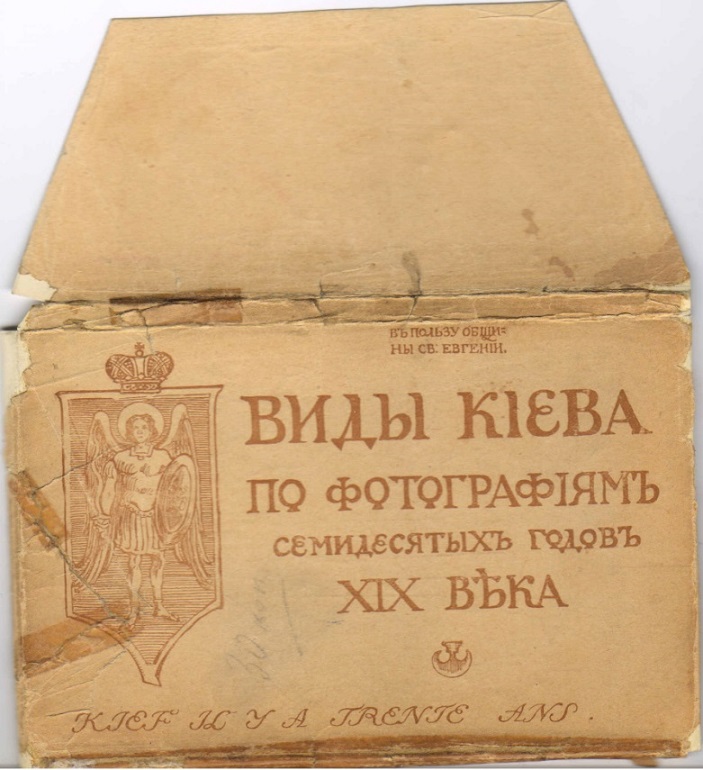 ВЪ ПОЛЬЗУ ОБЩИ=
НЫ СВ. ЕВГЕНІИ.
ВИДЫ КІЕВА
ПО ФОТОГРАФІЯМЪ
СЕМИДЕСЯТЫХЪ ГОДОВЪ
XIX ВѢКА
KIEF IL Y A TRENTE ANS.